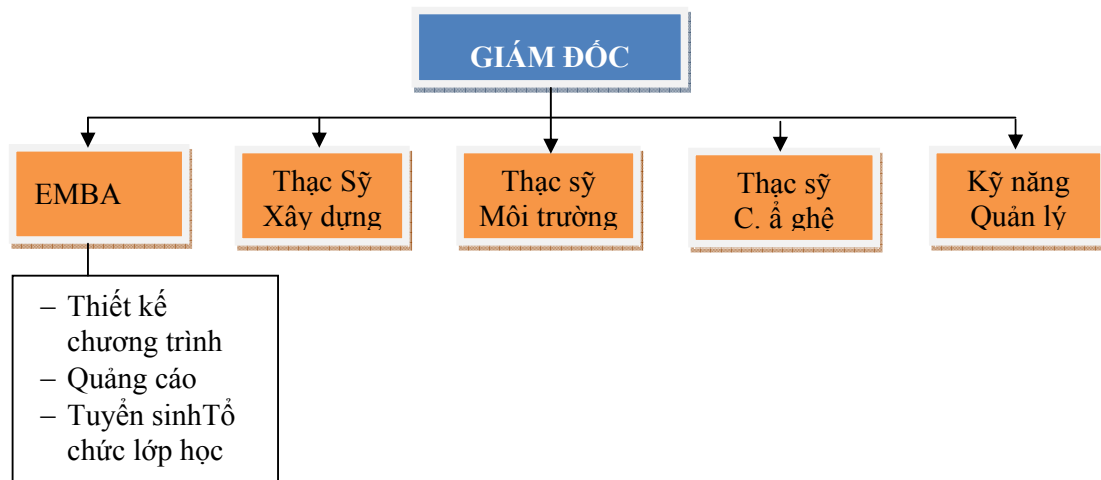 GIÁM ĐỐC
EMBA
Thạc Sỹ
Xây dựng
Thạc sỹ
Môi trường
Thạc sỹ
C. ẩ ghệ
Kỹ năng
Quản lý
– Thiết kế
chương trình
– Quảng cáo
– Tuyển sinhTổ
chức lớp học